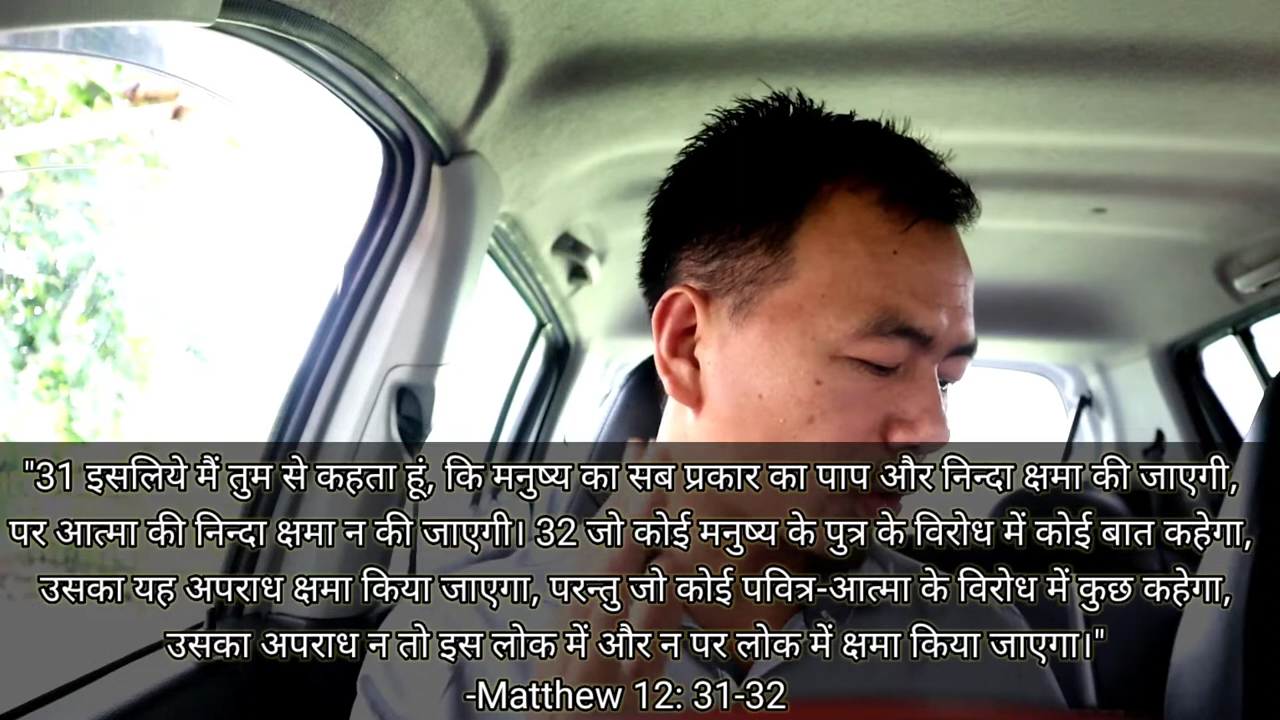 "31 इसलिये मैं तुम से कहता हूं, कि मनुष्य का सब प्रकार का पाप और निन्दा क्षमा की जाएगी,
पर आत्मा की निन्दा क्षमा न की जाएगी। 32 जो कोई मनुष्य के पुत्र के विरोध में कोई बात कहेगा,
उसका यह अपराध क्षमा किया जाएगा, परन्तु जो कोई पवित्र-आत्मा के विरोध में कुछ कहेगा,
उसका अपराध न तो इस लोक में और न पर लोक में क्षमा किया जाएगा।"
-Matthew 12: 31-32